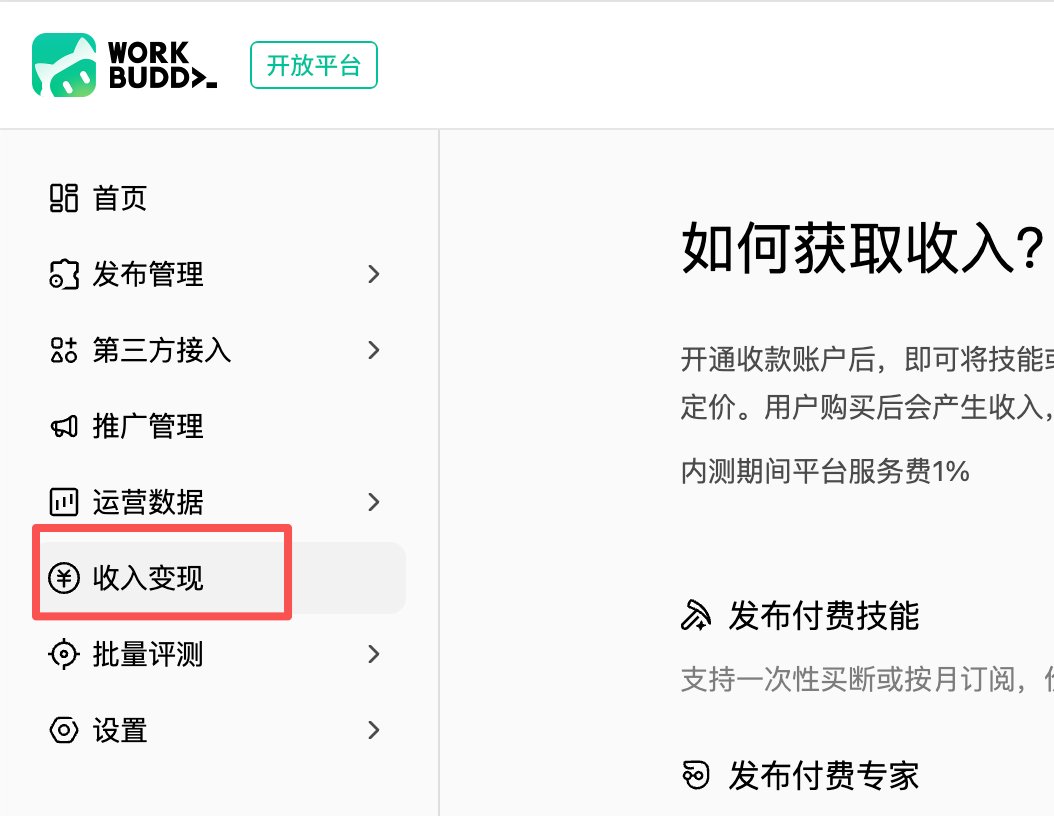 WORK
BUDD>_
开放平台
首页
发布管理
第三方接入
推广管理
运营数据
收入变现
批量评测
设置
如何获取收入?
开通收款账户后，即可将技能
定价。用户购买后会产生收入，
内测期间平台服务费1%
发布付费技能
支持一次性买断或按月订阅，
发布付费专家